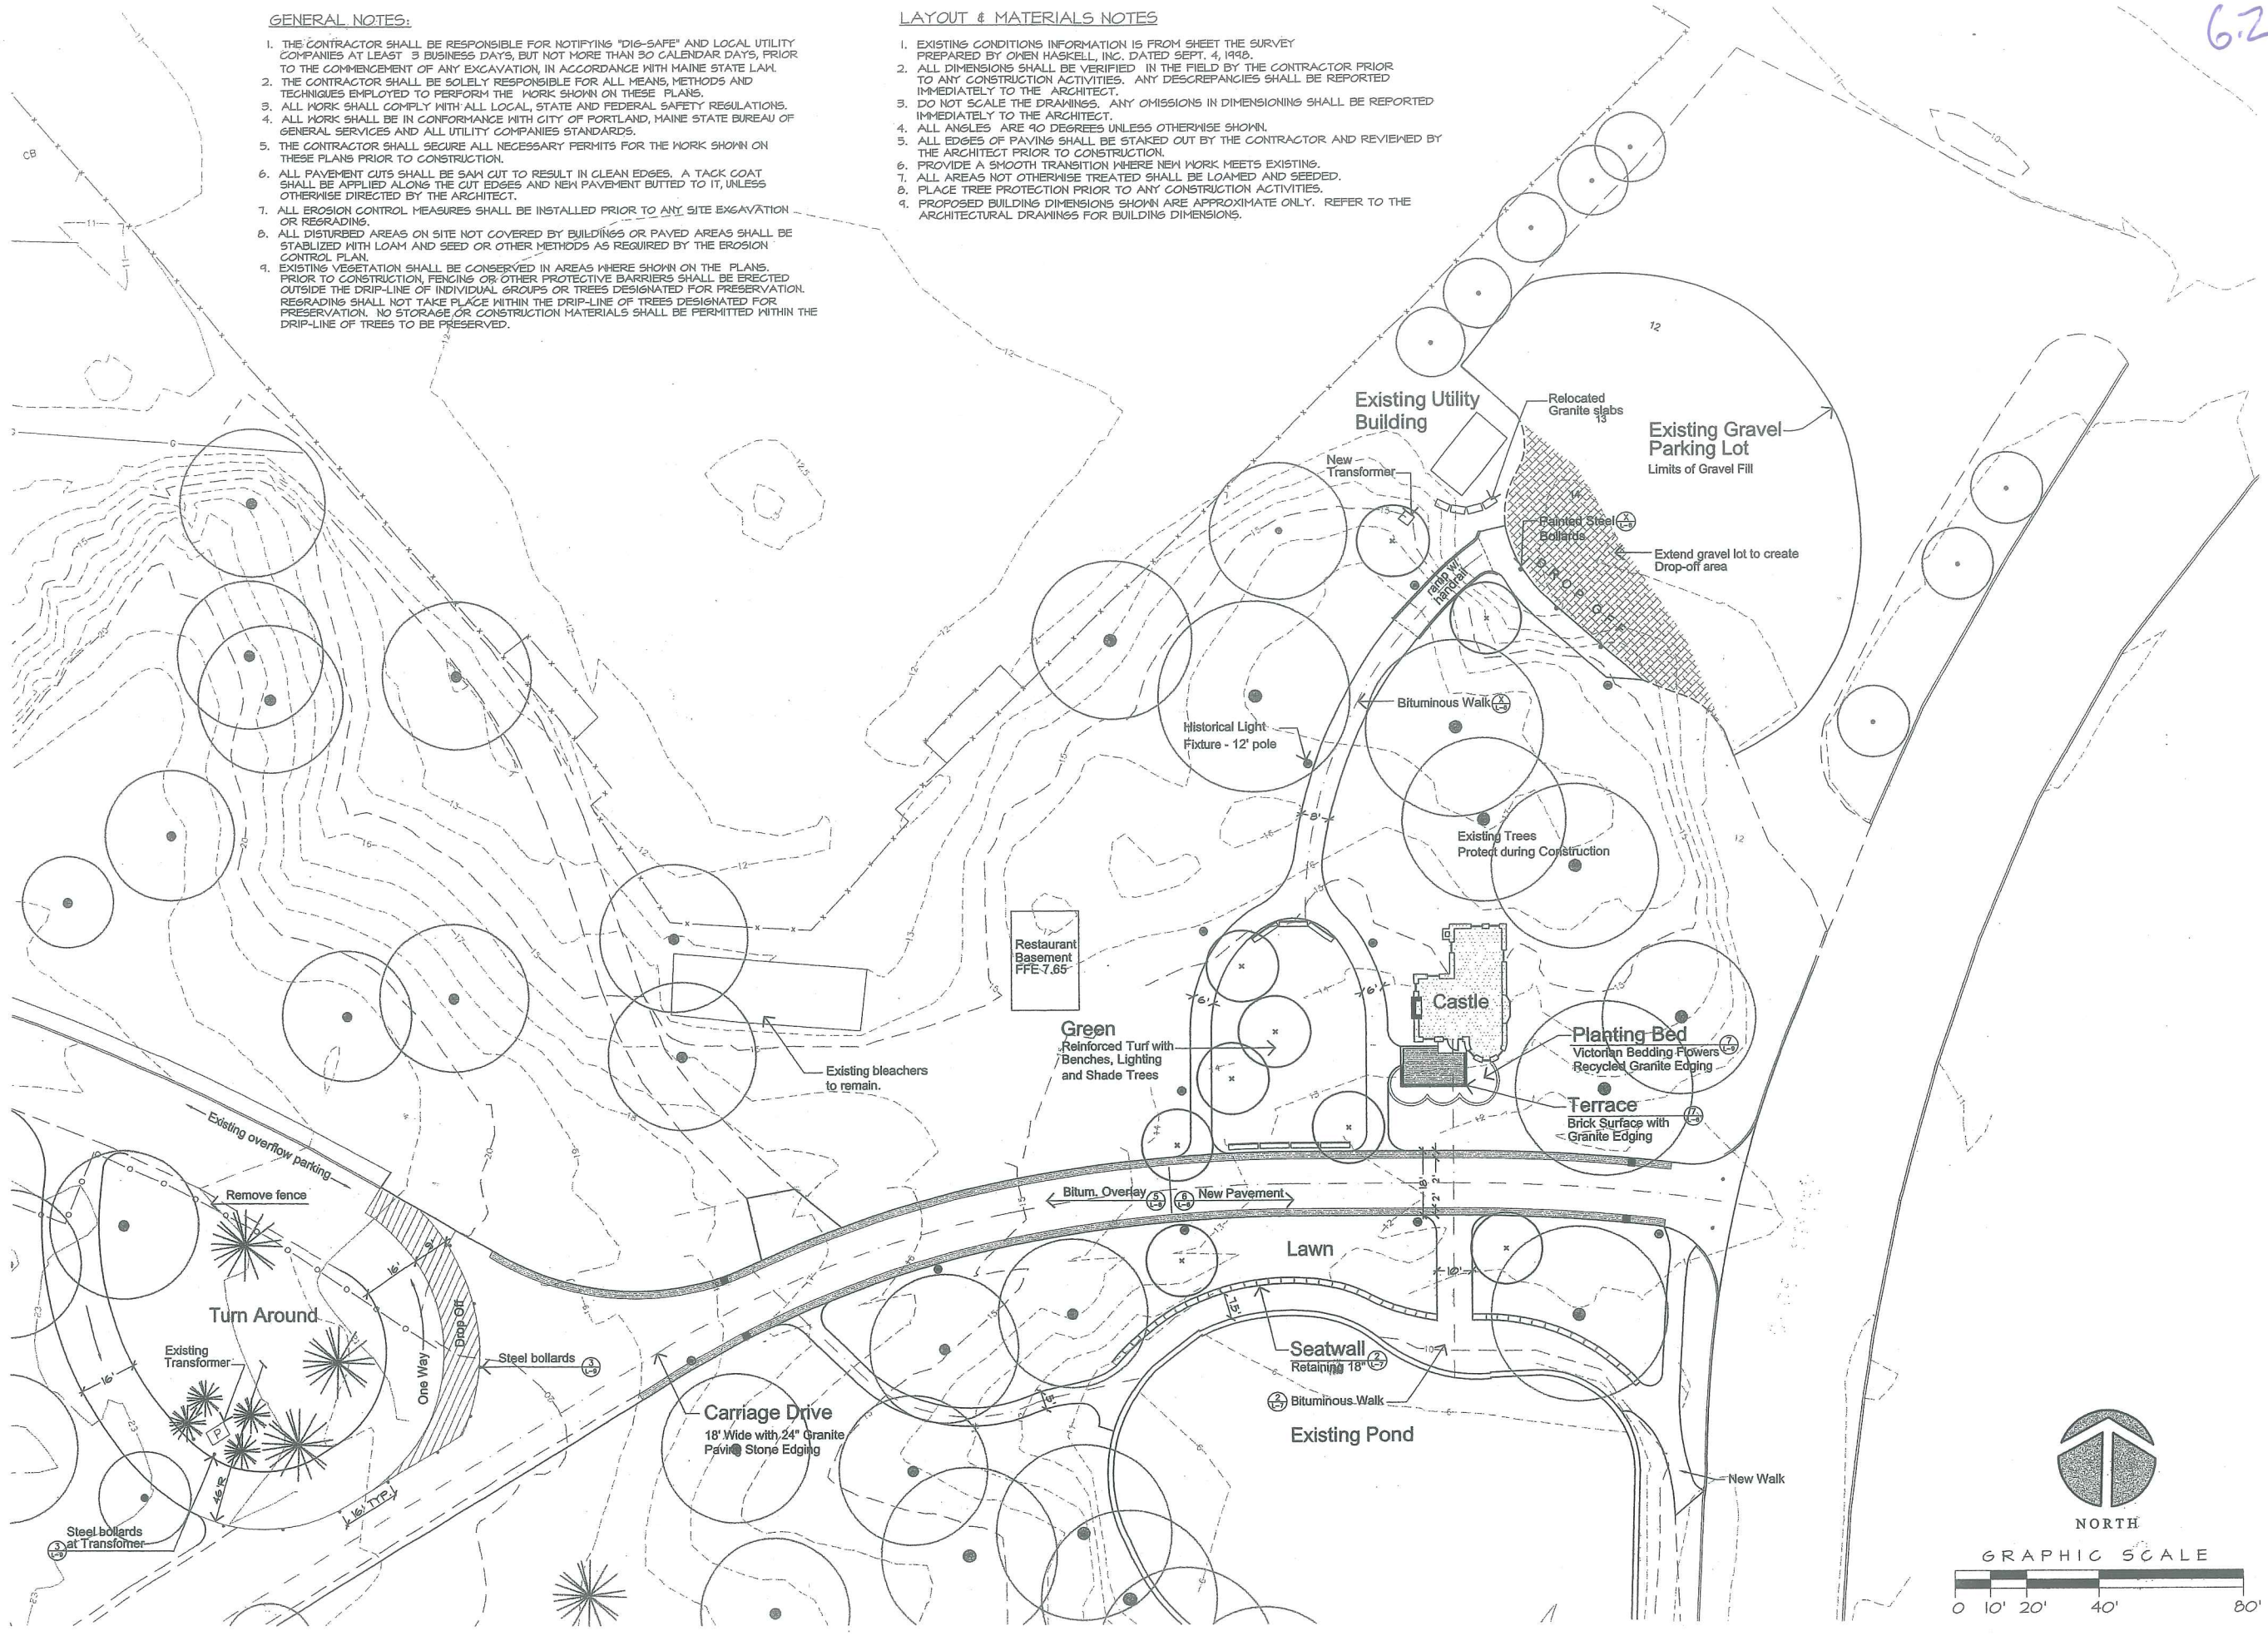 6.2
GENERAL NOTES:
1. THE CONTRACTOR SHALL BE RESPONSIBLE FOR NOTIFYING "DIG-SAFE" AND LOCAL UTILITY
COMPANIES AT LEAST 3 BUSINESS DAYS, BUT NOT MORE THAN 30 CALENDAR DAYS, PRIOR
TO THE COMMENCEMENT OF ANY EXCAVATION, IN ACCORDANCE WITH MAINE STATE LAW.
2. THE CONTRACTOR SHALL BE SOLELY RESPONSIBLE FOR ALL MEANS, METHODS AND
TECHNIQUES EMPLOYED TO PERFORM THE WORK SHOWN ON THESE PLANS.
3. ALL WORK SHALL COMPLY WITH ALL LOCAL, STATE AND FEDERAL SAFETY REGULATIONS.
4. ALL WORK SHALL BE IN CONFORMANCE WITH CITY OF PORTLAND, MAINE STATE BUREAU OF
GENERAL SERVICES AND ALL UTILITY COMPANIES STANDARDS.
5. THE CONTRACTOR SHALL SECURE ALL NECESSARY PERMITS FOR THE WORK SHOWN ON
THESE PLANS PRIOR TO CONSTRUCTION.
6. ALL PAVEMENT CUTS SHALL BE SAW CUT TO RESULT IN CLEAN EDGES. A TACK COAT
SHALL BE APPLIED ALONG THE CUT EDGES AND NEW PAVEMENT BUTTED TO IT, UNLESS
OTHERWISE DIRECTED BY THE ARCHITECT.
7. ALL EROSION CONTROL MEASURES SHALL BE INSTALLED PRIOR TO ANY SITE EXCAVATION
OR REGRADING.
8. ALL DISTURBED AREAS ON SITE NOT COVERED BY BUILDINGS OR PAVED AREAS SHALL BE
STABLIZED WITH LOAM AND SEED OR OTHER METHODS AS REQUIRED BY THE EROSION
CONTROL PLAN.
9. EXISTING VEGETATION SHALL BE CONSERVED IN AREAS WHERE SHOWN ON THE PLANS.
PRIOR TO CONSTRUCTION, FENCING OR OTHER PROTECTIVE BARRIERS SHALL BE ERECTED
OUTSIDE THE DRIP-LINE OF INDIVIDUAL GROUPS OR TREES DESIGNATED FOR PRESERVATION.
REGRADING SHALL NOT TAKE PLACE WITHIN THE DRIP-LINE OF TREES DESIGNATED FOR
PRESERVATION. NO STORAGE OR CONSTRUCTION MATERIALS SHALL BE PERMITTED WITHIN THE
DRIP-LINE OF TREES TO BE PRESERVED.
LAYOUT & MATERIALS NOTES
1. EXISTING CONDITIONS INFORMATION IS FROM SHEET THE SURVEY
PREPARED BY OWEN HASKELL, INC. DATED SEPT. 4, 1998.
2. ALL DIMENSIONS SHALL BE VERIFIED IN THE FIELD BY THE CONTRACTOR PRIOR
TO ANY CONSTRUCTION ACTIVITIES. ANY DESCREPANCIES SHALL BE REPORTED
IMMEDIATELY TO THE ARCHITECT.
3. DO NOT SCALE THE DRAWINGS. ANY OMISSIONS IN DIMENSIONING SHALL BE REPORTED
IMMEDIATELY TO THE ARCHITECT.
4. ALL ANGLES ARE 90 DEGREES UNLESS OTHERWISE SHOWN.
5. ALL EDGES OF PAVING SHALL BE STAKED OUT BY THE CONTRACTOR AND REVIEWED BY
THE ARCHITECT PRIOR TO CONSTRUCTION.
6. PROVIDE A SMOOTH TRANSITION WHERE NEW WORK MEETS EXISTING.
7. ALL AREAS NOT OTHERWISE TREATED SHALL BE LOAMED AND SEEDED.
8. PLACE TREE PROTECTION PRIOR TO ANY CONSTRUCTION ACTIVITIES.
9. PROPOSED BUILDING DIMENSIONS SHOWN ARE APPROXIMATE ONLY. REFER TO THE
ARCHITECTURAL DRAWINGS FOR BUILDING DIMENSIONS.
CB
Existing Utility
Building
Relocated
Granite slabs
13
12
Existing Gravel
Parking Lot
Limits of Gravel Fill
New
Transformer
14
Painted Steel
Bollards
Extend gravel lot to create
Drop-off area
DROP OFF
ramp w/
handrail
Bituminous Walk
Historical Light
Fixture - 12' pole
8'
Existing Trees
Protect during Construction
Restaurant
Basement
FFE 7.65
Castle
6'
6'
Green
Reinforced Turf with
Benches, Lighting
and Shade Trees
Planting Bed
Victorian Bedding Flowers
Recycled Granite Edging
Terrace
Brick Surface with
Granite Edging
Existing bleachers
to remain.
Existing overflow parking
Remove fence
Bitum. Overlay
New Pavement
18'
2'
2'
Lawn
10'
7.5'
Seatwall
Retaining 18"
Bituminous Walk
Existing Pond
New Walk
Turn Around
Existing
Transformer
One Way
Drop Off
16'
16'
Steel bollards
Carriage Drive
18' Wide with 24" Granite
Paving Stone Edging
46'R
16' TYP.
P
Steel bollards
at Transfomer
NORTH
GRAPHIC SCALE
0 10' 20' 40' 80'